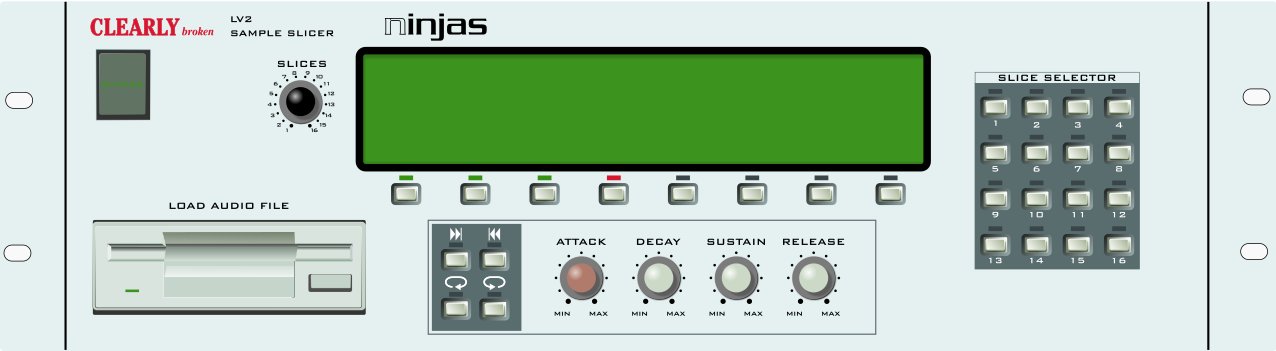 CLEARLY broken
LV2
SAMPLE SLICER
ninjas
SLICES
1 2 3 4 5 6 7 8 9 10 11 12 13 14 15 16
SLICE SELECTOR
1 2 3 4
5 6 7 8
9 10 11 12
13 14 15 16
LOAD AUDIO FILE
ATTACK DECAY SUSTAIN RELEASE
MIN MAX MIN MAX MIN MAX MIN MAX